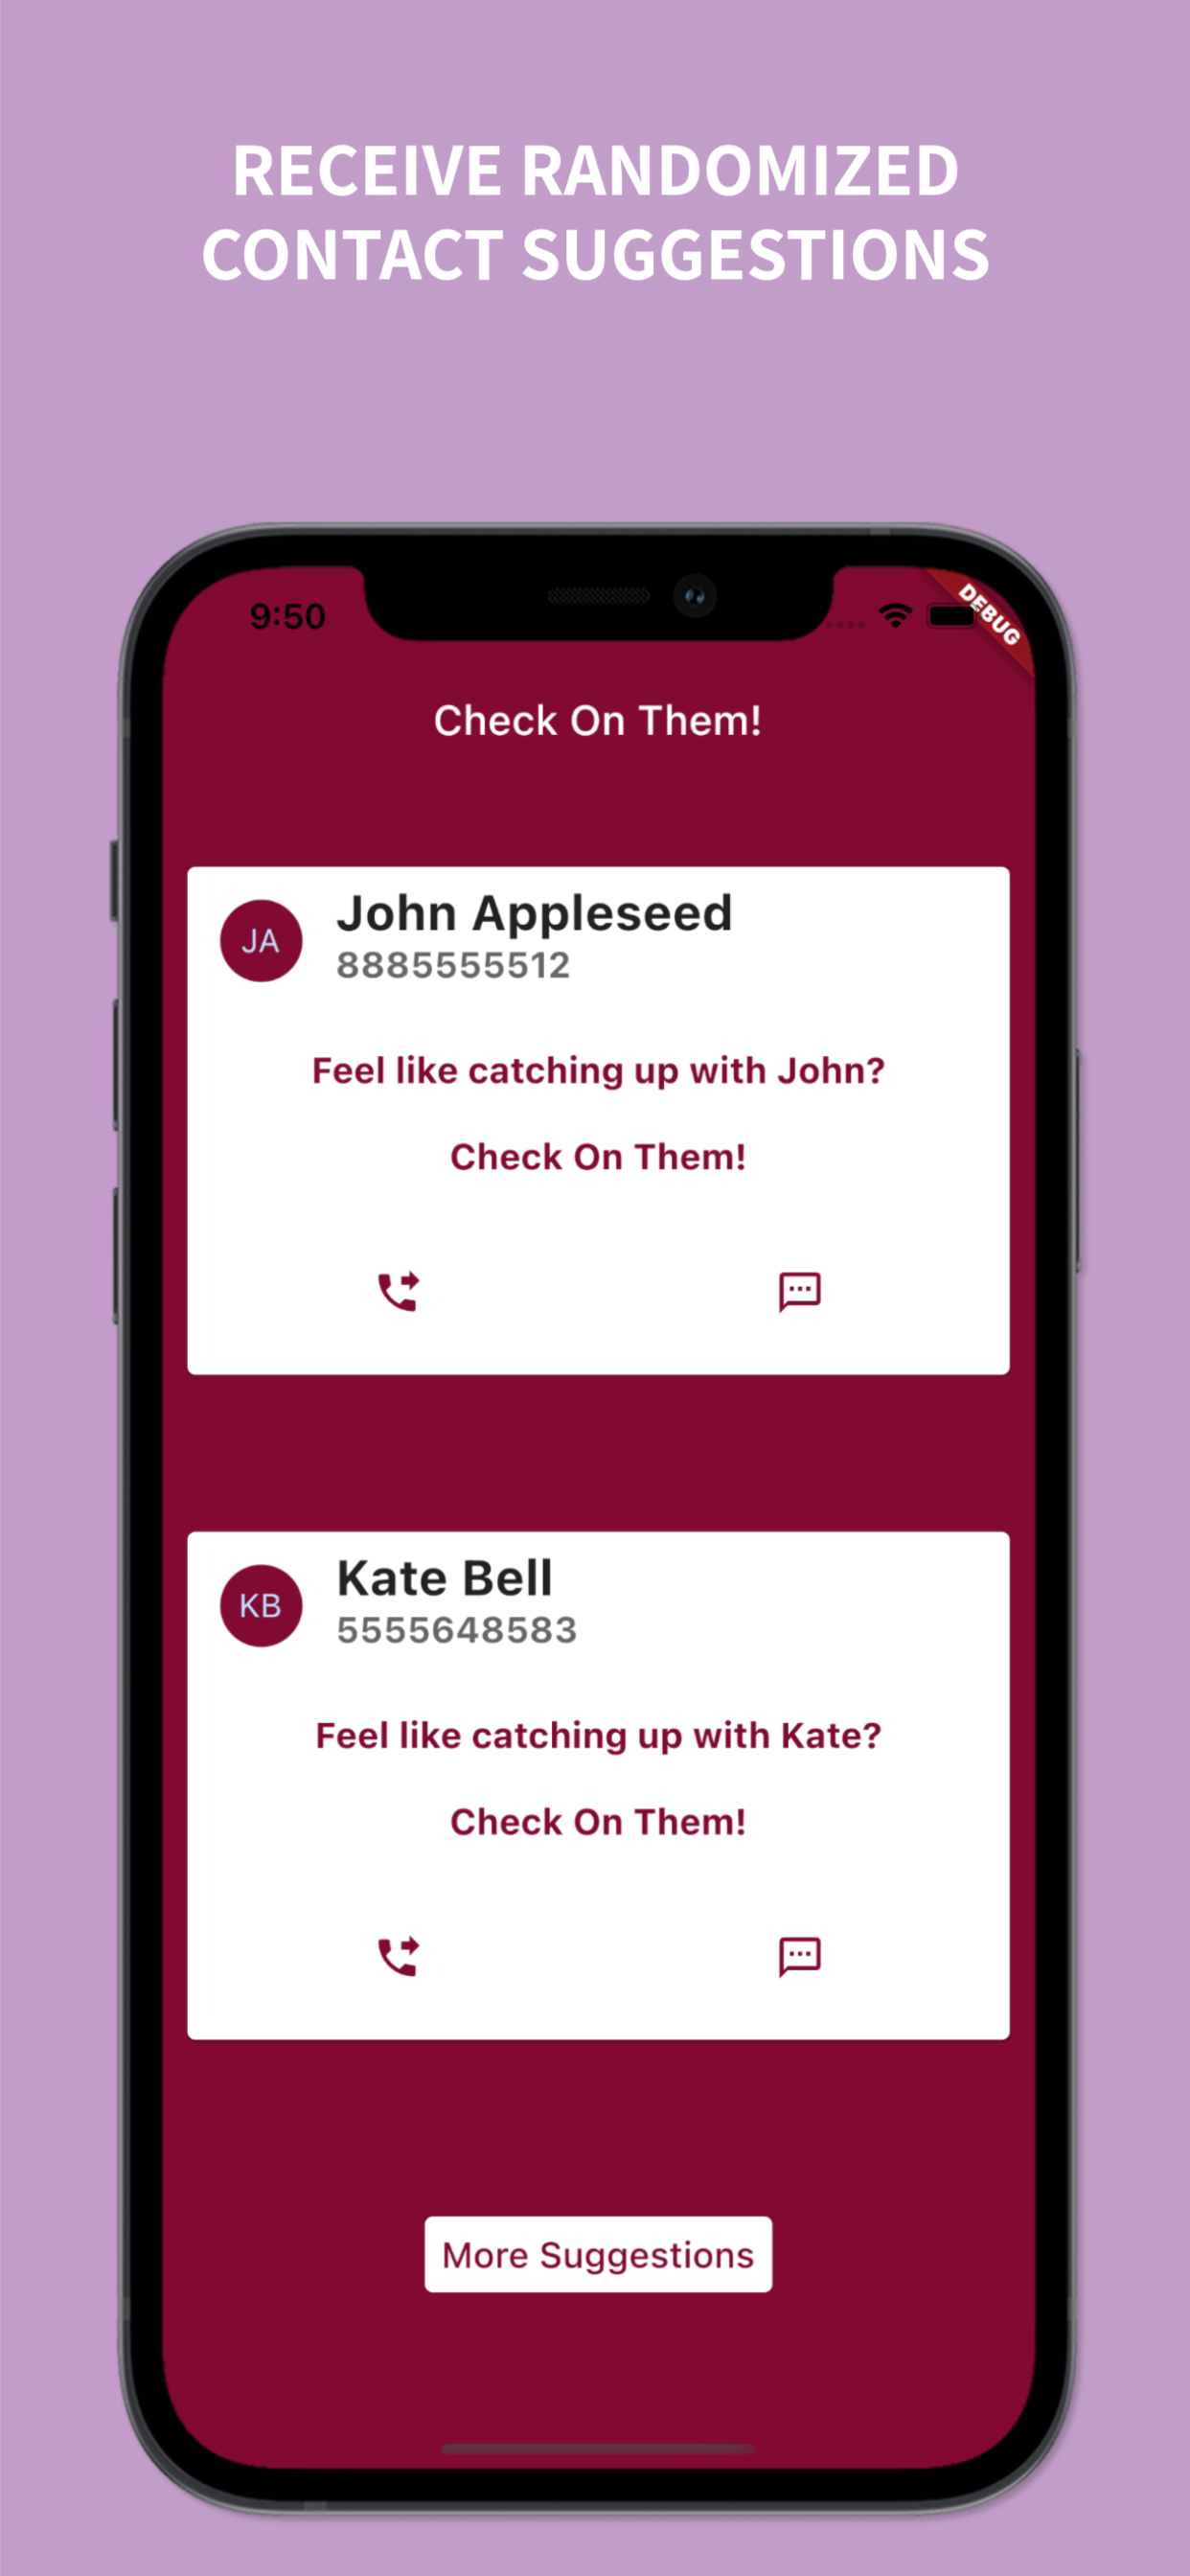 RECEIVE RANDOMIZED
CONTACT SUGGESTIONS
9:50
DEBUG
Check On Them!
JA
John Appleseed
8885555512
Feel like catching up with John?
Check On Them!
KB
Kate Bell
5555648583
Feel like catching up with Kate?
Check On Them!
More Suggestions